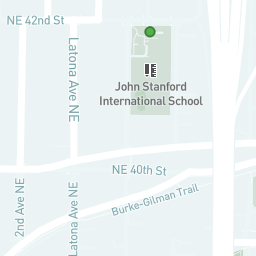 NE 42nd St
Latona Ave NE
John Stanford
International School
NE 40th St
Burke-Gilman Trail
2nd Ave NE
Latona Ave NE